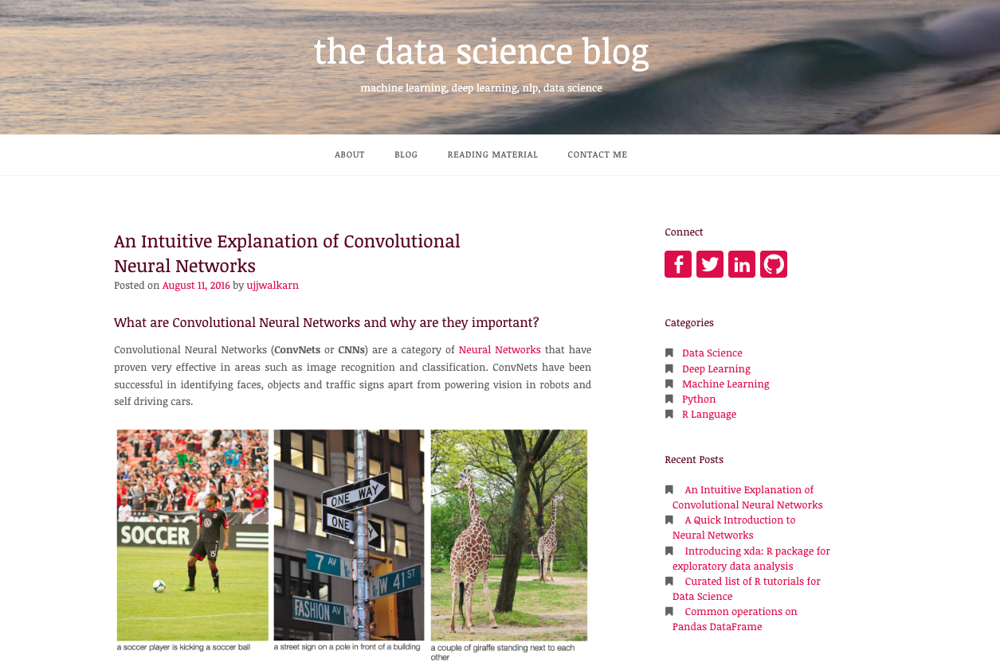 the data science blog
machine learning, deep learning, nlp, data science
ABOUT
BLOG
READING MATERIAL
CONTACT ME
An Intuitive Explanation of Convolutional
Neural Networks
Posted on August 11, 2016 by ujjwalkarn
What are Convolutional Neural Networks and why are they important?
Convolutional Neural Networks (ConvNets or CNNs) are a category of Neural Networks that have
proven very effective in areas such as image recognition and classification. ConvNets have been
successful in identifying faces, objects and traffic signs apart from powering vision in robots and
self driving cars.
SOCCER
15
ONE WAY
ONE WAY
7 AV
W 41 ST
FASHION AV
a soccer player is kicking a soccer ball
a street sign on a pole in front of a building
a couple of giraffe standing next to each
other
Connect
Categories
Data Science
Deep Learning
Machine Learning
Python
R Language
Recent Posts
An Intuitive Explanation of
Convolutional Neural Networks
A Quick Introduction to
Neural Networks
Introducing xda: R package for
exploratory data analysis
Curated list of R tutorials for
Data Science
Common operations on
Pandas DataFrame